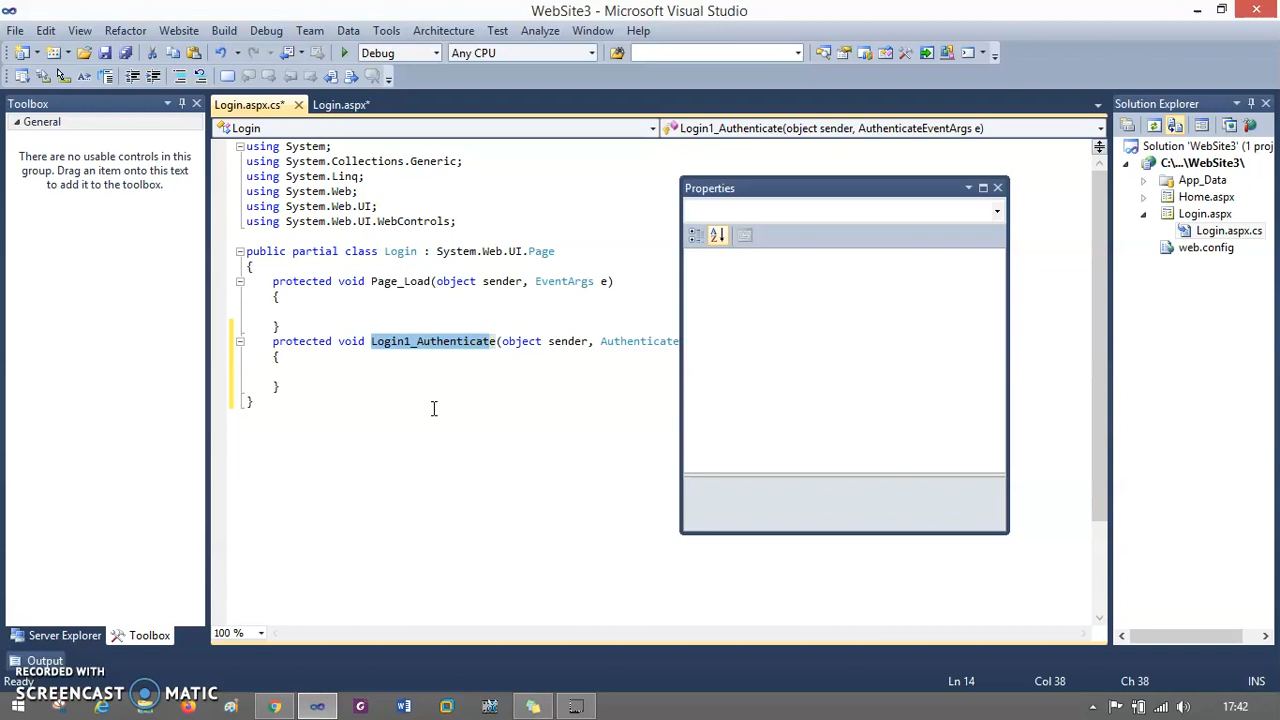 WebSite3 - Microsoft Visual Studio
File Edit View Refactor Website Build Debug Team Data Tools Architecture Test Analyze Window Help
Debug Any CPU
Toolbox
General
There are no usable controls in this
group. Drag an item onto this text
to add it to the toolbox.
Server Explorer Toolbox
Login.aspx.cs* Login.aspx*
Login Login1_Authenticate(object sender, AuthenticateEventArgs e)
using System;
using System.Collections.Generic;
using System.Linq;
using System.Web;
using System.Web.UI;
using System.Web.UI.WebControls;
public partial class Login : System.Web.UI.Page
{
protected void Page_Load(object sender, EventArgs e)
{
}
protected void Login1_Authenticate(object sender, Authenticate
{
}
}
100 %
Properties
Solution Explorer
Solution 'WebSite3' (1 proj
C:\...\WebSite3\
App_Data
Home.aspx
Login.aspx
Login.aspx.cs
web.config
Output
Ready Ln 14 Col 38 Ch 38 INS
RECORDED WITH
SCREENCAST MATIC
17:42